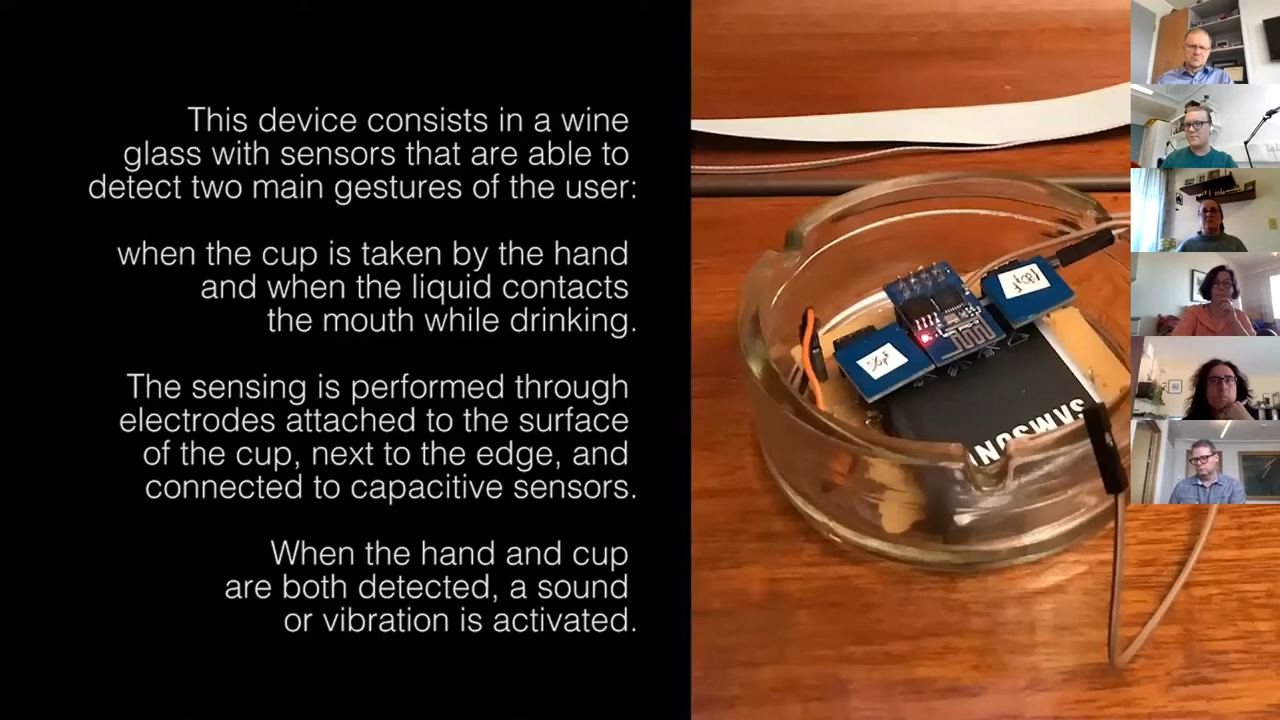 This device consists in a wine
glass with sensors that are able to
detect two main gestures of the user:
when the cup is taken by the hand
and when the liquid contacts
the mouth while drinking.
The sensing is performed through
electrodes attached to the surface
of the cup, next to the edge, and
connected to capacitive sensors.
When the hand and cup
are both detected, a sound
or vibration is activated.